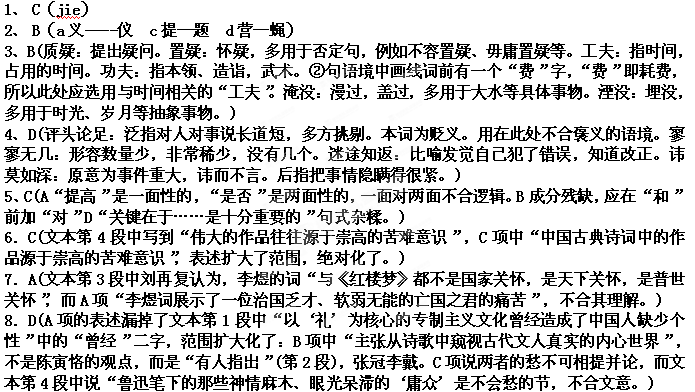 1、 C（jie）
2、 B（a义——仪 c提—题 d营—蝇）
3、B(质疑：提出疑问。置疑：怀疑，多用于否定句，例如不容置疑、毋庸置疑等。工夫：指时间，
占用的时间。功夫：指本领、造诣，武术。②句语境中画线词前有一个“费”字，“费”即耗费，
所以此处应选用与时间相关的“工夫”。淹没：漫过，盖过，多用于大水等具体事物。湮没：埋没，
多用于时光、岁月等抽象事物。)
4、D(评头论足：泛指对人对事说长道短，多方挑剔。本词为贬义。用在此处不合褒义的语境。寥
寥无几：形容数量少，非常稀少，没有几个。迷途知返：比喻发觉自己犯了错误，知道改正。讳
莫如深：原意为事件重大，讳而不言。后指把事情隐瞒得很紧。)
5、C(A“提高”是一面性的，“是否”是两面性的，一面对两面不合逻辑。B成分残缺，应在“和”
前加“对”D“关键在于……是十分重要的”句式杂糅。)
6．C(文本第4段中写到“伟大的作品往往源于崇高的苦难意识”，C项中“中国古典诗词中的作
品源于崇高的苦难意识”，表述扩大了范围，绝对化了。)
7．A(文本第3段中刘再复认为，李煜的词“与《红楼梦》都不是国家关怀，是天下关怀，是普世
关怀”，而A项“李煜词展示了一位治国乏才、软弱无能的亡国之君的痛苦”，不合其理解。)
8．D(A项的表述漏掉了文本第1段中“以‘礼’为核心的专制主义文化曾经造成了中国人缺少个
性”中的“曾经”二字，范围扩大化了：B项中“主张从诗歌中窥视古代文人真实的内心世界”，
不是陈寅恪的观点，而是“有人指出”(第2段)，张冠李戴。C项说两者的愁不可相提并论，而文
本第4段中说“鲁迅笔下的那些神情麻木、眼光呆滞的‘庸众’是不会愁的节，不合文意。)